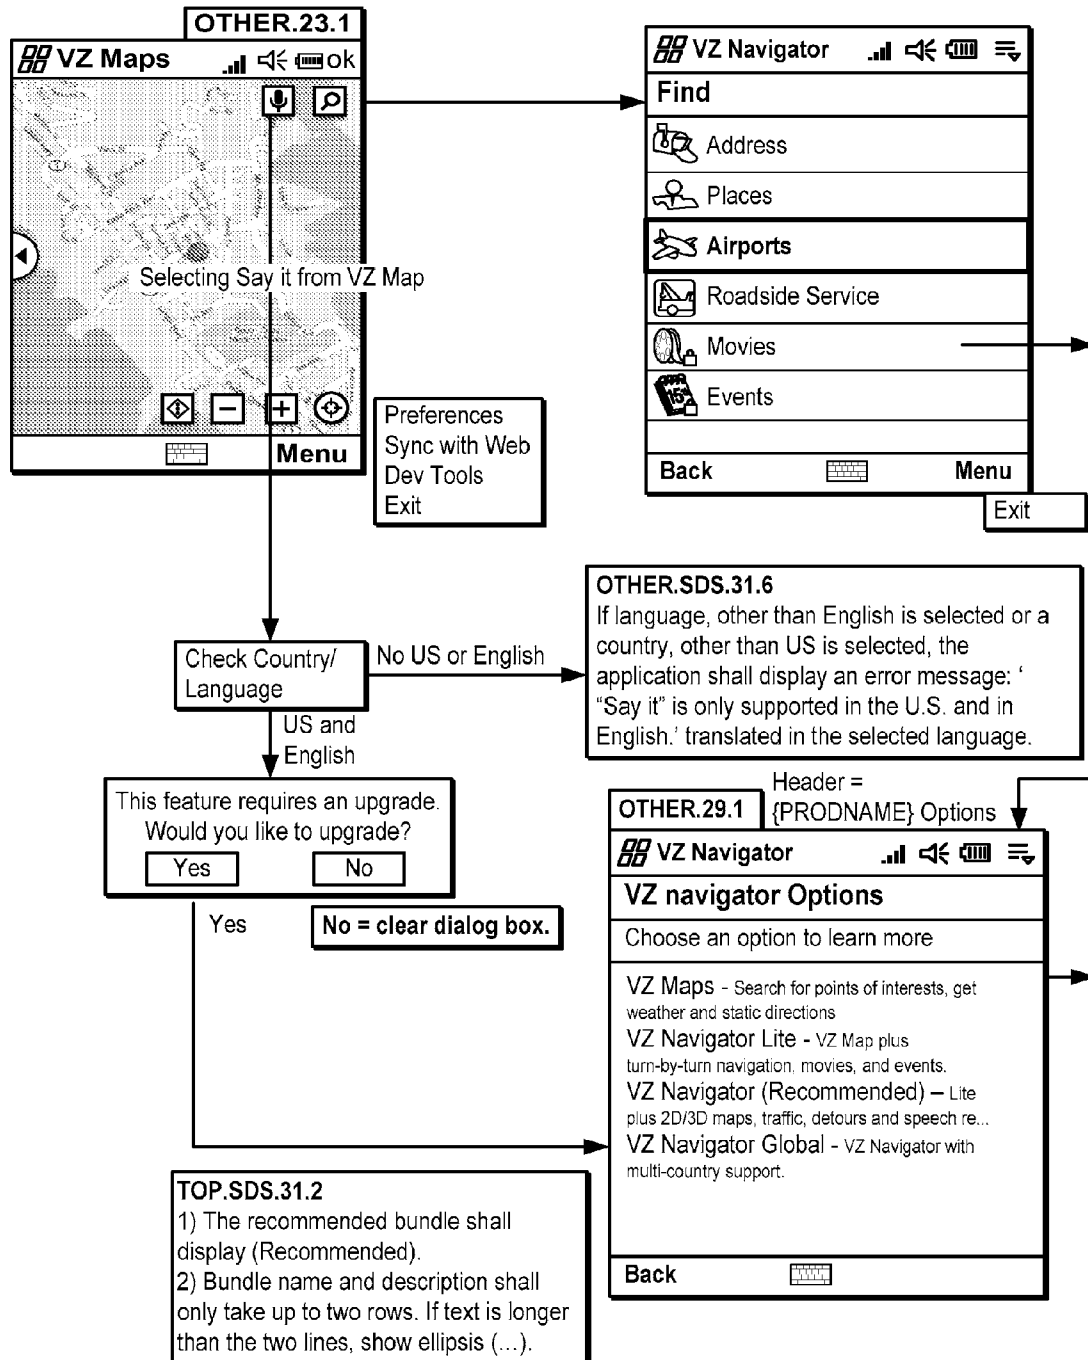 OTHER.23.1
VZ Maps
ok
Selecting Say it from VZ Map
Menu
Preferences
Sync with Web
Dev Tools
Exit
VZ Navigator
Find
Address
Places
Airports
Roadside Service
Movies
15th
Events
Back
Menu
Exit
Check Country/
Language
No US or English
OTHER.SDS.31.6
If language, other than English is selected or a
country, other than US is selected, the
application shall display an error message: ‘
“Say it” is only supported in the U.S. and in
English.’ translated in the selected language.
US and
English
This feature requires an upgrade.
Would you like to upgrade?
Yes
No
Yes
No = clear dialog box.
Header =
{PRODNAME} Options
OTHER.29.1
VZ Navigator
VZ navigator Options
Choose an option to learn more
VZ Maps - Search for points of interests, get
weather and static directions
VZ Navigator Lite - VZ Map plus
turn-by-turn navigation, movies, and events.
VZ Navigator (Recommended) – Lite
plus 2D/3D maps, traffic, detours and speech re...
VZ Navigator Global - VZ Navigator with
multi-country support.
Back
TOP.SDS.31.2
1) The recommended bundle shall
display (Recommended).
2) Bundle name and description shall
only take up to two rows. If text is longer
than the two lines, show ellipsis (...).